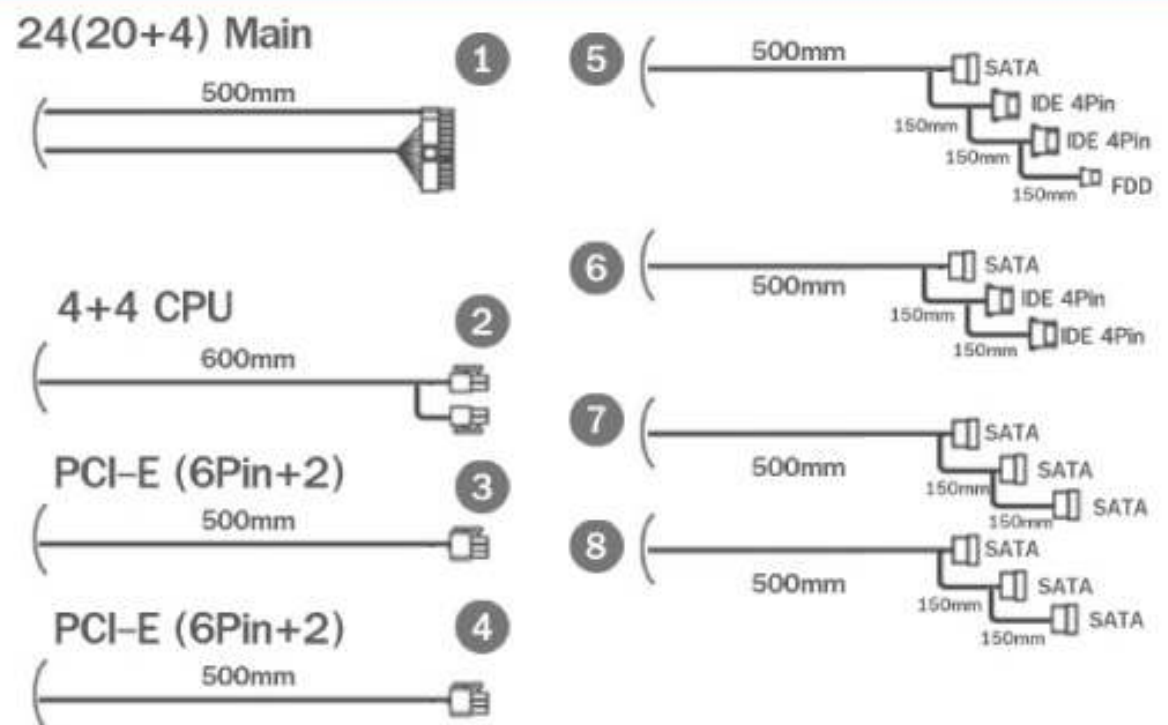 24(20+4) Main
1
500mm
4+4 CPU
2
600mm
PCI-E (6Pin+2)
3
500mm
PCI-E (6Pin+2)
4
500mm
5
500mm
SATA
IDE 4Pin
150mm
IDE 4Pin
150mm
150mm
FDD
6
500mm
SATA
IDE 4Pin
150mm
IDE 4Pin
150mm
7
500mm
SATA
SATA
150mm
SATA
150mm
8
500mm
SATA
SATA
150mm
SATA
150mm